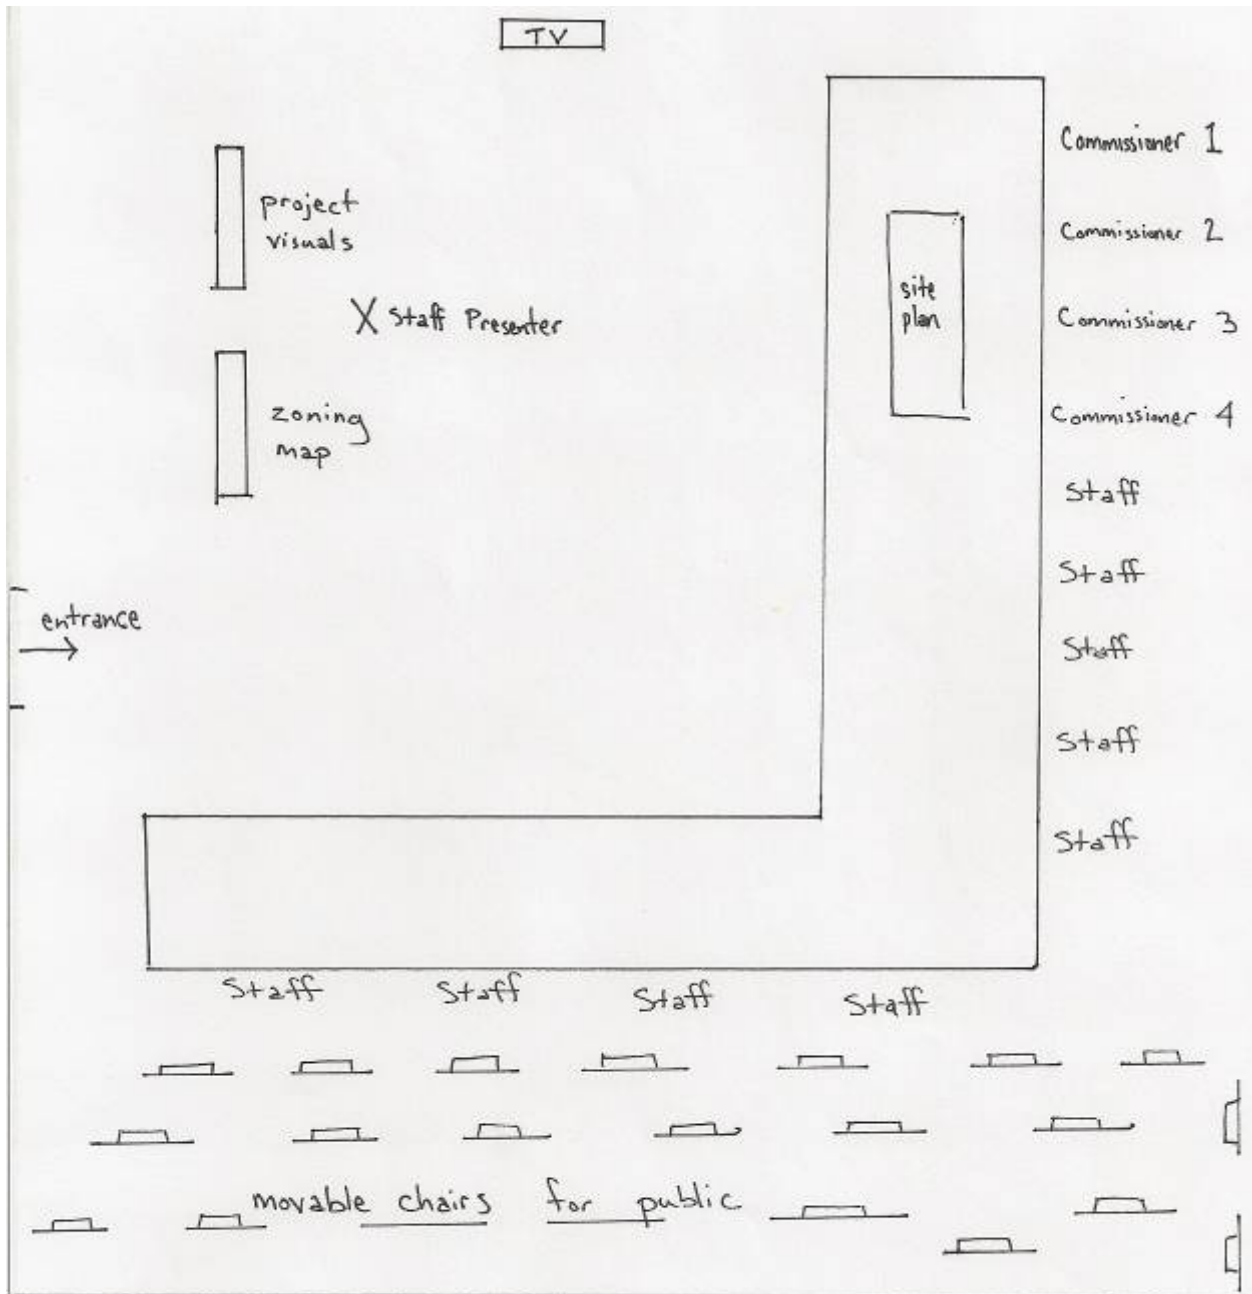 TV
Commissioner 1
project
visuals
Commissioner 2
site
plan
X Staff Presenter
Commissioner 3
zoning
map
Commissioner 4
Staff
Staff
entrance
Staff
Staff
Staff
Staff
Staff
Staff
Staff
movable chairs for public